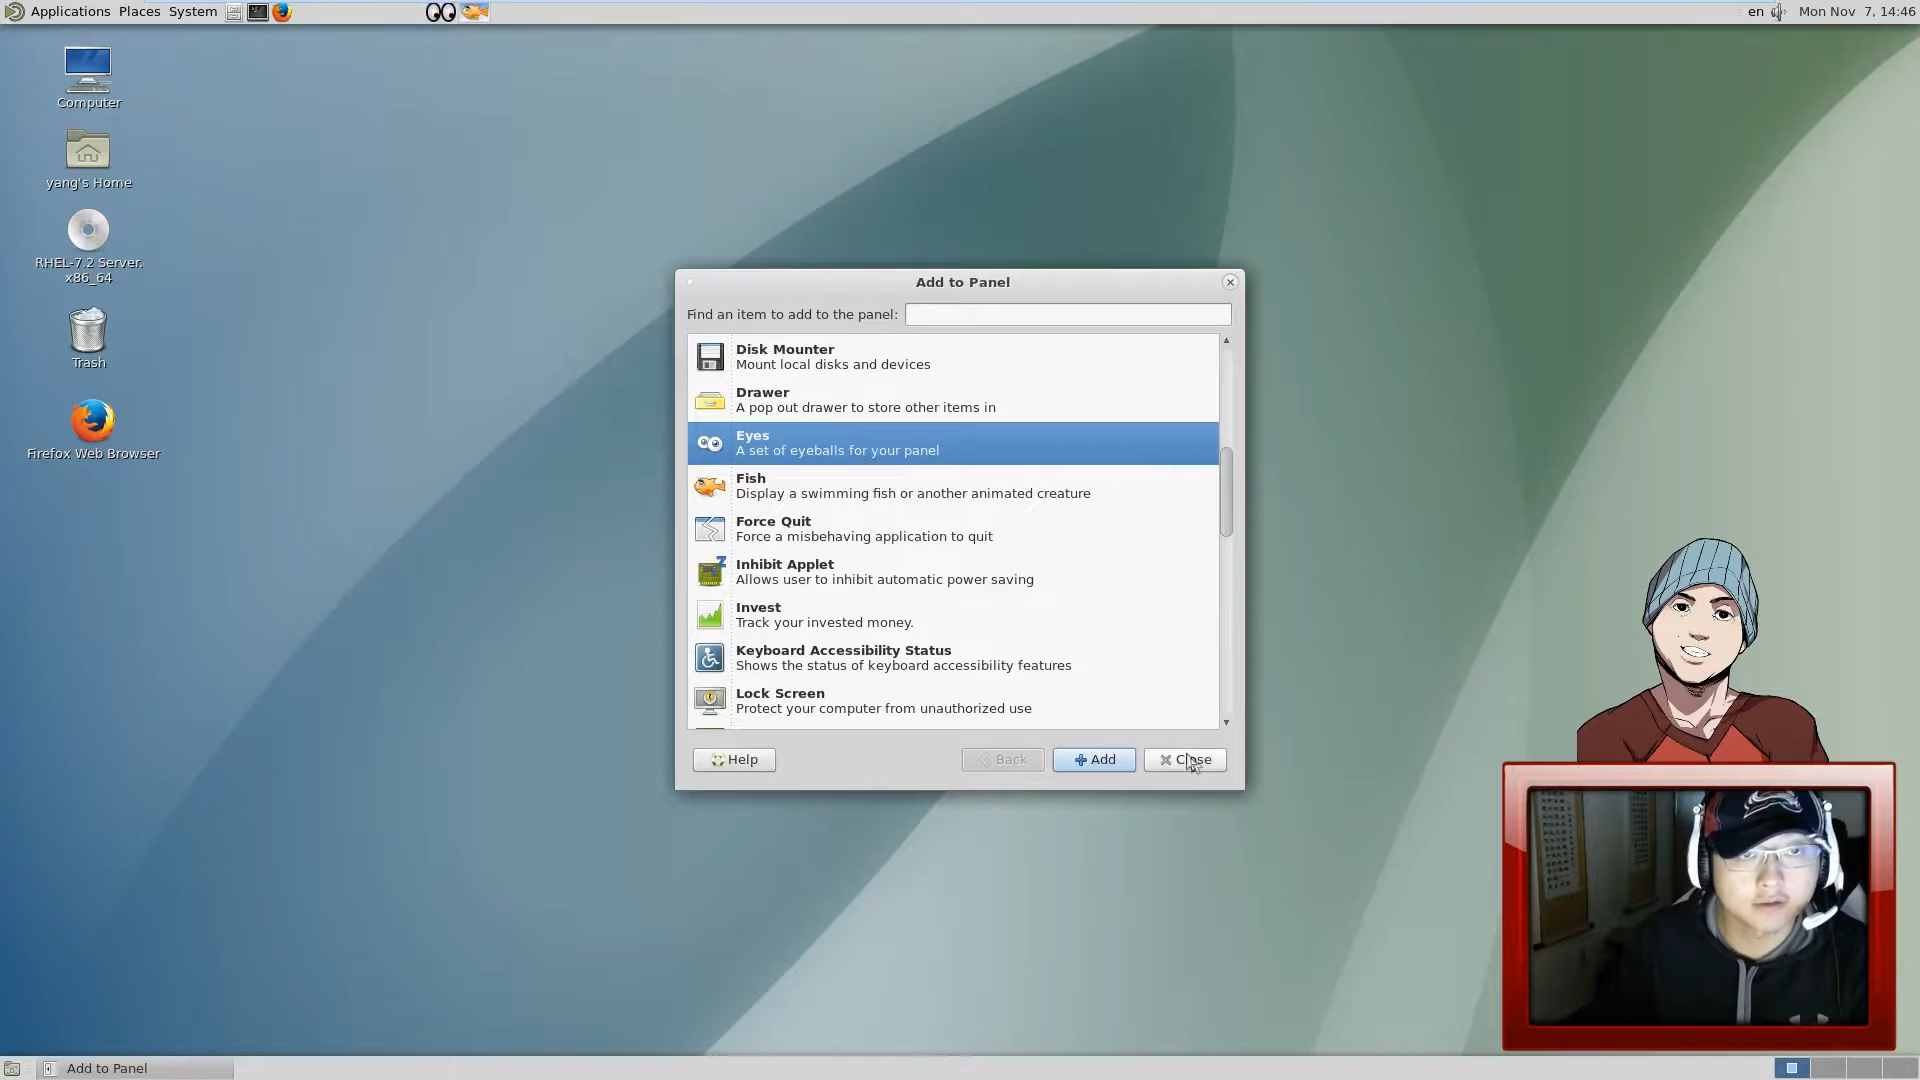 Applications Places System
en Mon Nov 7, 14:46
Computer
yang's Home
RHEL-7.2 Server.
x86_64
Trash
Firefox Web Browser
Add to Panel
Find an item to add to the panel:
Disk Mounter
Mount local disks and devices
Drawer
A pop out drawer to store other items in
Eyes
A set of eyeballs for your panel
Fish
Display a swimming fish or another animated creature
Force Quit
Force a misbehaving application to quit
Inhibit Applet
Allows user to inhibit automatic power saving
Invest
Track your invested money.
Keyboard Accessibility Status
Shows the status of keyboard accessibility features
Lock Screen
Protect your computer from unauthorized use
Help Back Add Close
Add to Panel